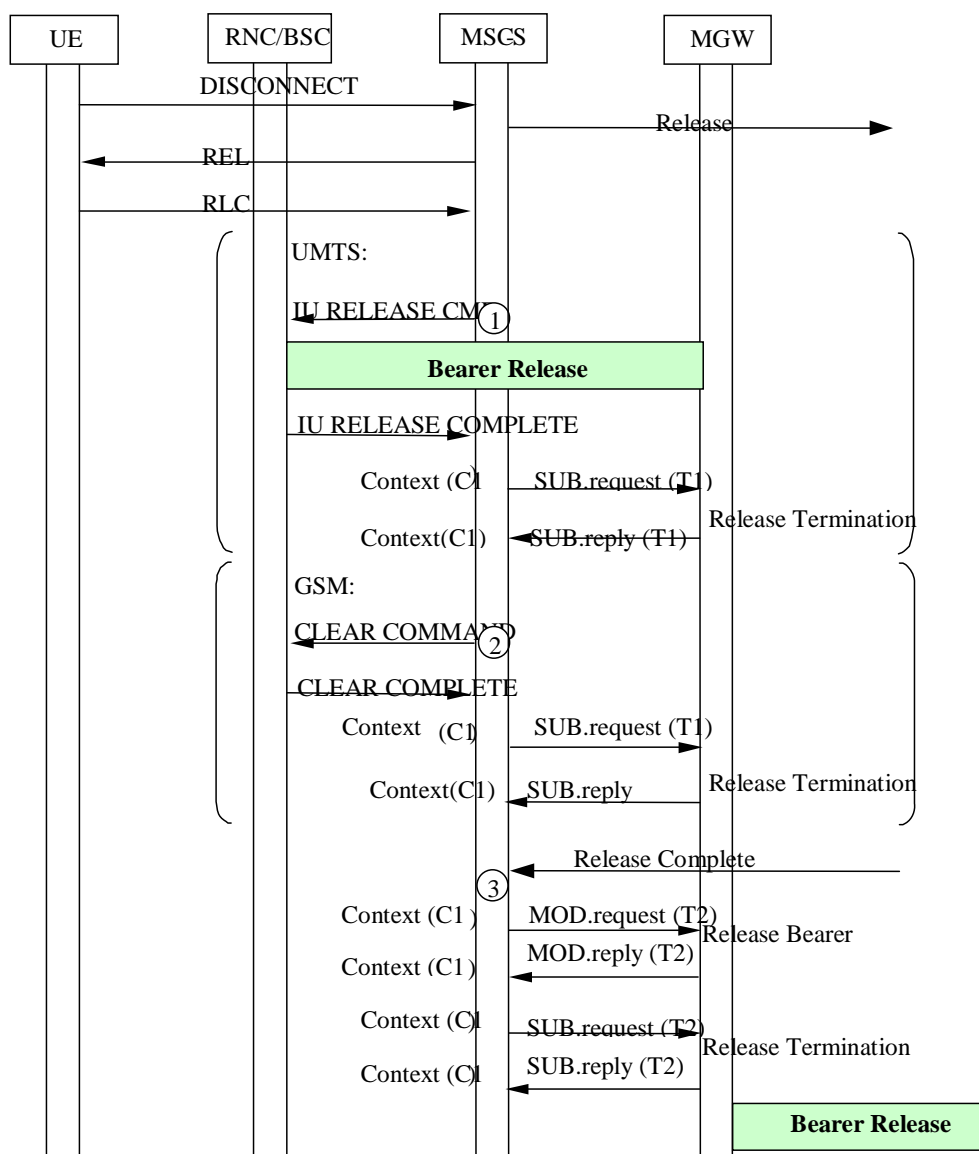 UE RNC/BSC MSC-S MGW
DISCONNECT
Release
REL
RLC
UMTS:
IU RELEASE CMD
1
Bearer Release
IU RELEASE COMPLETE
Context (C1) SUB.request (T1)
Release Termination
Context(C1) SUB.reply (T1)
GSM:
CLEAR COMMAND
2
CLEAR COMPLETE
Context (C1) SUB.request (T1)
Release Termination
Context(C1) SUB.reply
Release Complete
3
Context (C1) MOD.request (T2)
Release Bearer
Context (C1) MOD.reply (T2)
Context (C)1 SUB.request (T2)
Release Termination
Context (C)1 SUB.reply (T2)
Bearer Release